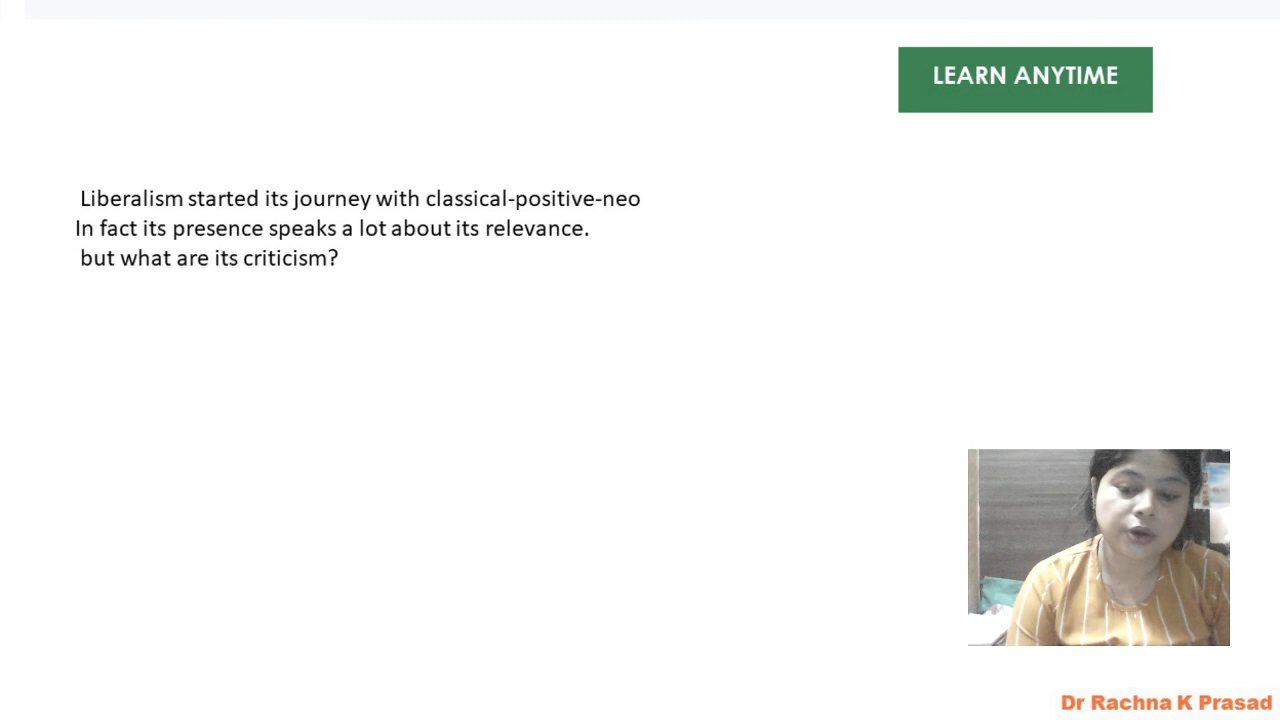 LEARN ANYTIME
Liberalism started its journey with classical-positive-neo
In fact its presence speaks a lot about its relevance.
but what are its criticism?
Dr Rachna K Prasad